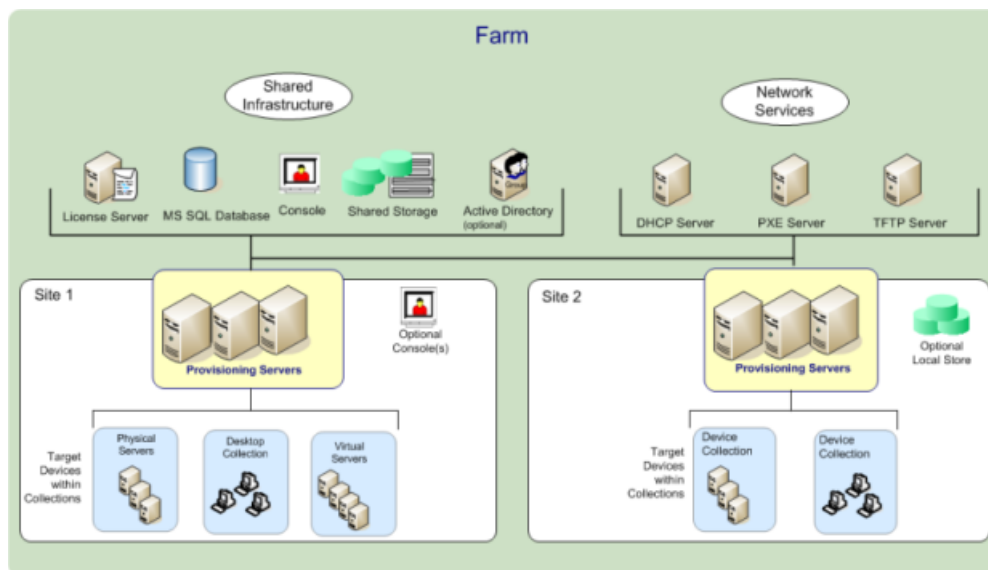 Farm
Shared
Infrastructure
Network
Services
License Server
MS SQL Database
Console
Shared Storage
Group
Active Directory
(optional)
DHCP Server
PXE Server
TFTP Server
Site 1
Provisioning Servers
Optional
Console(s)
Target
Devices
within
Collections
Physical
Servers
Desktop
Collection
Virtual
Servers
Site 2
Provisioning Servers
Optional
Local Store
Target
Devices
within
Collections
Device
Collection
Device
Collection